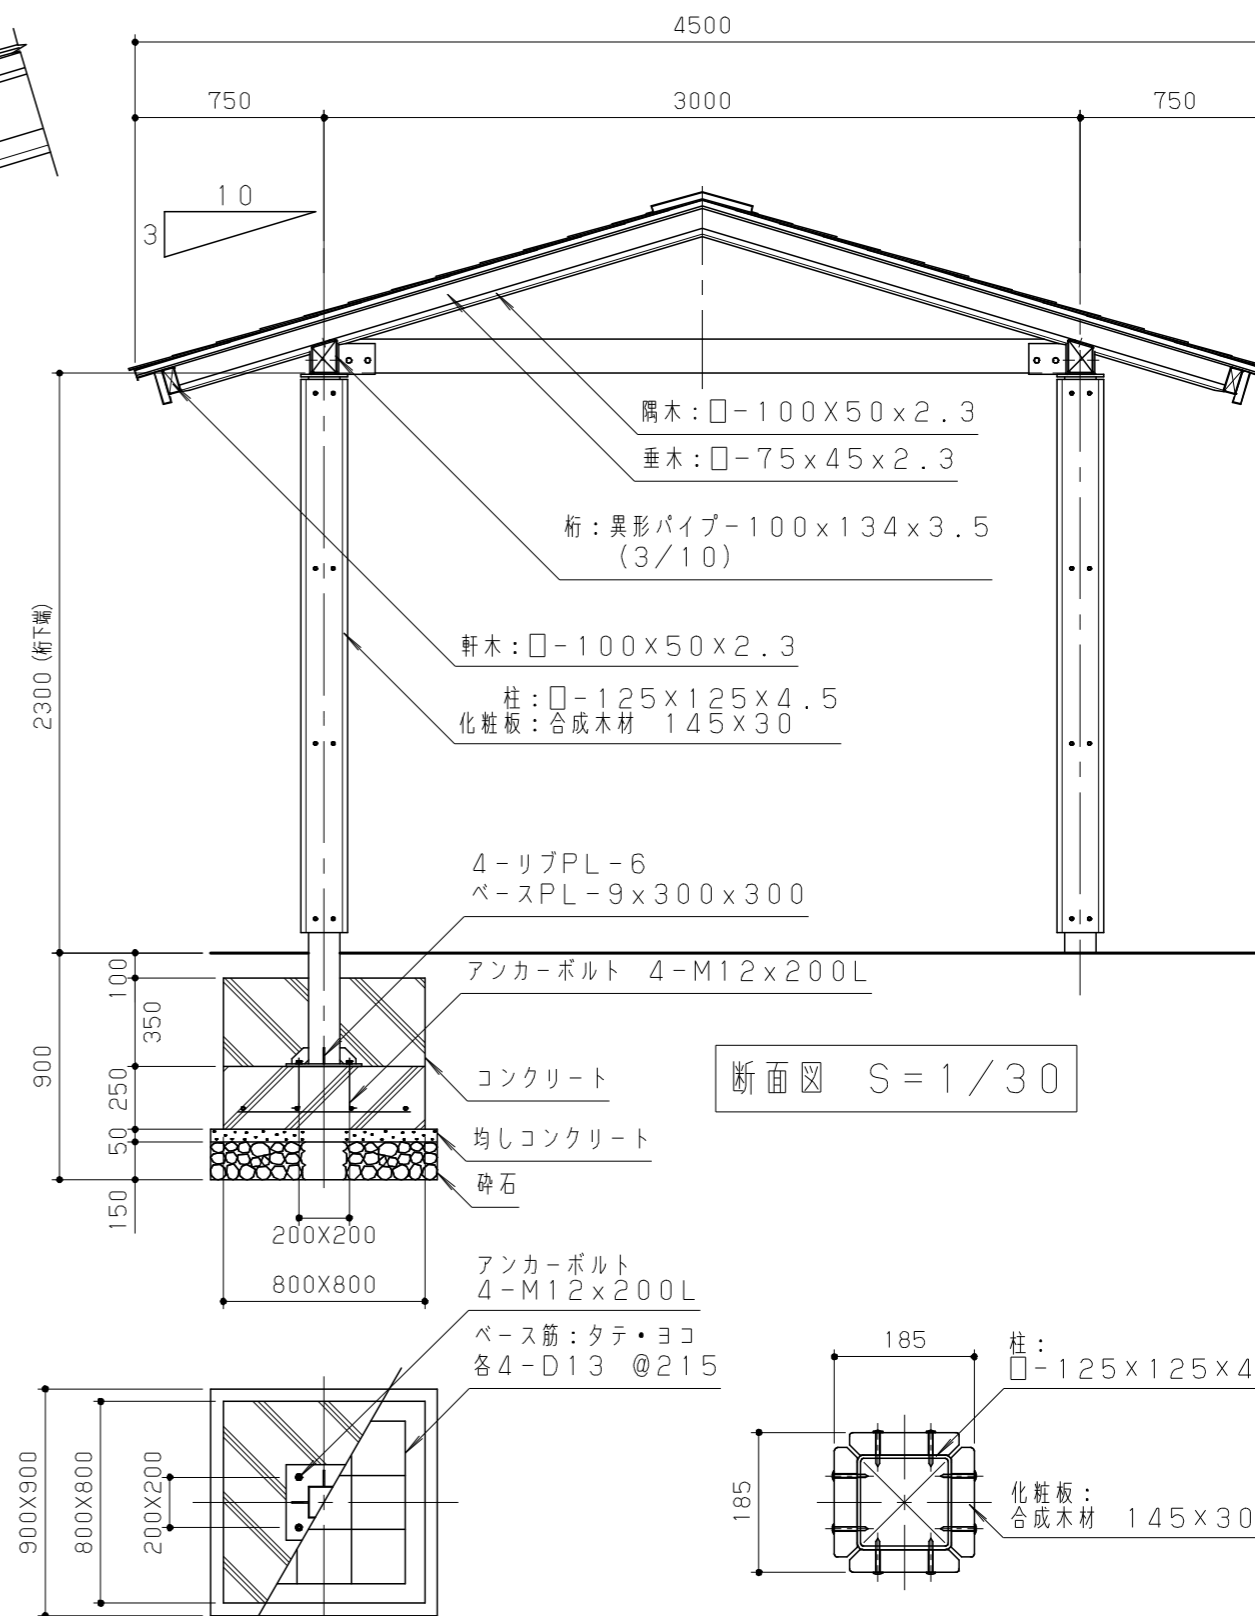 4500
750
3000
750
10
3
隅木：□-100X50x2.3
垂木：□-75x45x2.3
桁：異形パイプ-100x134x3.5
(3/10)
2300 (桁下端)
軒木：□-100X50X2.3
柱：□-125X125X4.5
化粧板：合成木材 145X30
4-リブPL-6
ベースPL-9x300x300
100
アンカーボルト 4-M12x200L
350
900
断面図 S=1/30
コンクリート
250
50
均しコンクリート
砕石
150
200X200
800X800
アンカーボルト
4-M12x200L
ベース筋：タテ・ヨコ
各4-D13 @215
900X900
800X800
200X200
185
185
柱：
□-125X125X4
化粧板：
合成木材 145X30